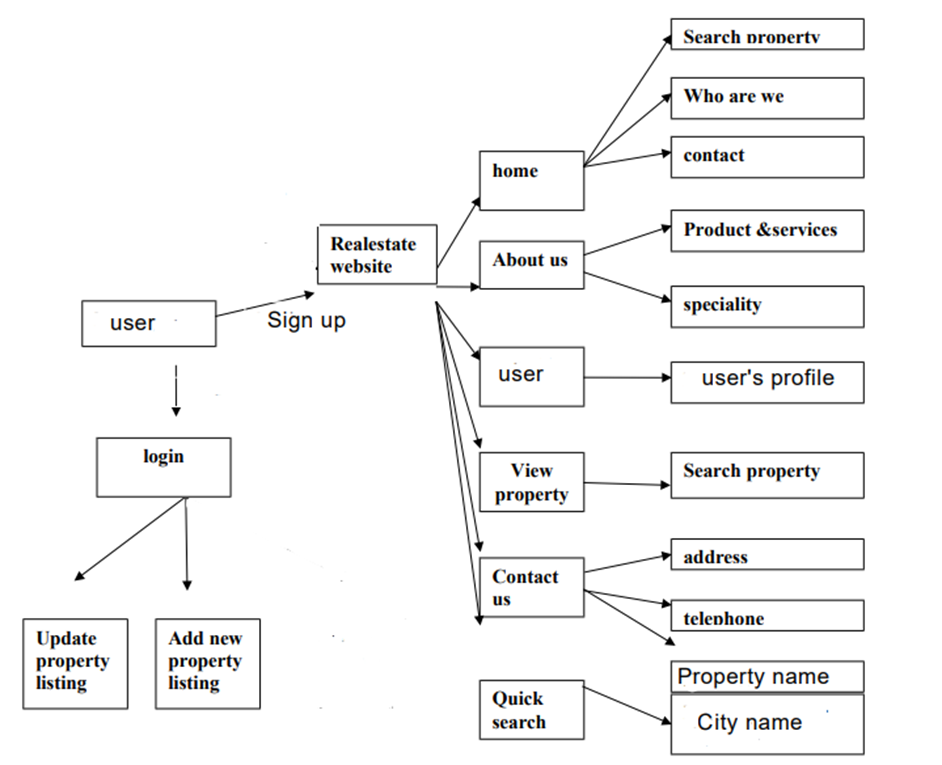 Search property
Who are we
contact
home
Product &services
Realestate
website
About us
speciality
user
Sign up
user
user's profile
login
View
property
Search property
Contact
us
address
telephone
Update
property
listing
Add new
property
listing
Property name
Quick
search
City name